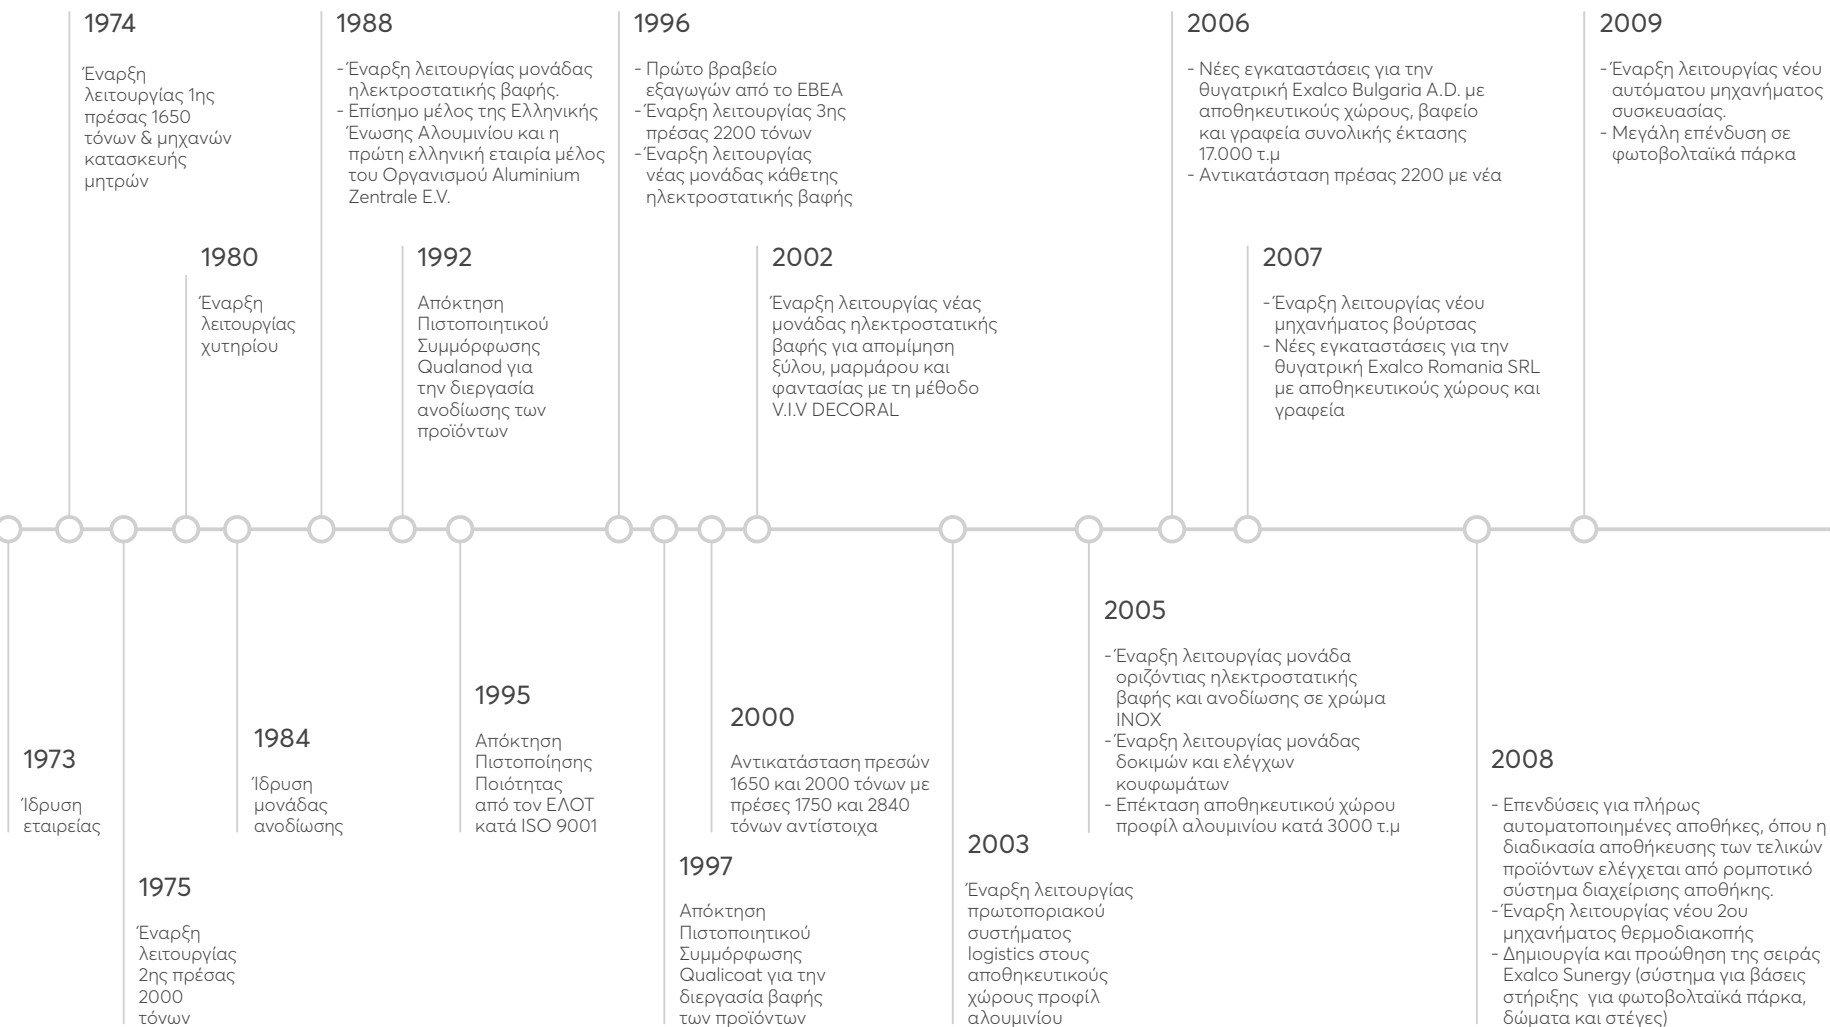 1974
Έναρξη
λειτουργίας 1ης
πρέσας 1650
τόνων & μηχανών
κατασκευής
μητρών
1988
- Έναρξη λειτουργίας μονάδας
ηλεκτροστατικής βαφής.
- Επίσημο μέλος της Ελληνικής
Ένωσης Αλουμινίου και η
πρώτη ελληνική εταιρία μέλος
του Οργανισμού Aluminium
Zentrale E.V.
1996
- Πρώτο βραβείο
εξαγωγών από το ΕΒΕΑ
- Έναρξη λειτουργίας 3ης
πρέσας 2200 τόνων
- Έναρξη λειτουργίας
νέας μονάδας κάθετης
ηλεκτροστατικής βαφής
2006
- Νέες εγκαταστάσεις για την
θυγατρική Exalco Bulgaria A.D. με
αποθηκευτικούς χώρους, βαφείο
και γραφεία συνολικής έκτασης
17.000 τ.μ
- Αντικατάσταση πρέσας 2200 με νέα
2009
- Έναρξη λειτουργίας νέου
αυτόματου μηχανήματος
συσκευασίας.
- Μεγάλη επένδυση σε
φωτοβολταϊκά πάρκα
1980
Έναρξη
λειτουργίας
χυτηρίου
1992
Απόκτηση
Πιστοποιητικού
Συμμόρφωσης
Qualanod για
την διεργασία
ανοδίωσης των
προϊόντων
2002
Έναρξη λειτουργίας νέας
μονάδας ηλεκτροστατικής
βαφής για απομίμηση
ξύλου, μαρμάρου και
φαντασίας με τη μέθοδο
V.I.V DECORAL
2007
- Έναρξη λειτουργίας νέου
μηχανήματος βούρτσας
- Νέες εγκαταστάσεις για την
θυγατρική Exalco Romania SRL
με αποθηκευτικούς χώρους και
γραφεία
1973
Ίδρυση
εταιρείας
1975
Έναρξη
λειτουργίας
2ης πρέσας
2000
τόνων
1984
Ίδρυση
μονάδας
ανοδίωσης
1995
Απόκτηση
Πιστοποίησης
Ποιότητας
από τον ΕΛΟΤ
κατά ISO 9001
1997
Απόκτηση
Πιστοποιητικού
Συμμόρφωσης
Qualicoat για την
διεργασία βαφής
των προϊόντων
2000
Αντικατάσταση πρεσών
1650 και 2000 τόνων με
πρέσες 1750 και 2840
τόνων αντίστοιχα
2003
Έναρξη λειτουργίας
πρωτοποριακού
συστήματος
logistics στους
αποθηκευτικούς
χώρους προφίλ
αλουμινίου
2005
- Έναρξη λειτουργίας μονάδα
οριζόντιας ηλεκτροστατικής
βαφής και ανοδίωσης σε χρώμα
INOX
- Έναρξη λειτουργίας μονάδας
δοκιμών και ελέγχων
κουφωμάτων
- Επέκταση αποθηκευτικού χώρου
προφίλ αλουμινίου κατά 3000 τ.μ
2008
- Επενδύσεις για πλήρως
αυτοματοποιημένες αποθήκες, όπου η
διαδικασία αποθήκευσης των τελικών
προϊόντων ελέγχεται από ρομποτικό
σύστημα διαχείρισης αποθήκης.
- Έναρξη λειτουργίας νέου 2ου
μηχανήματος θερμοδιακοπής
- Δημιουργία και προώθηση της σειράς
Exalco Sunergy (σύστημα για βάσεις
στήριξης για φωτοβολταϊκά πάρκα,
δώματα και στέγες)